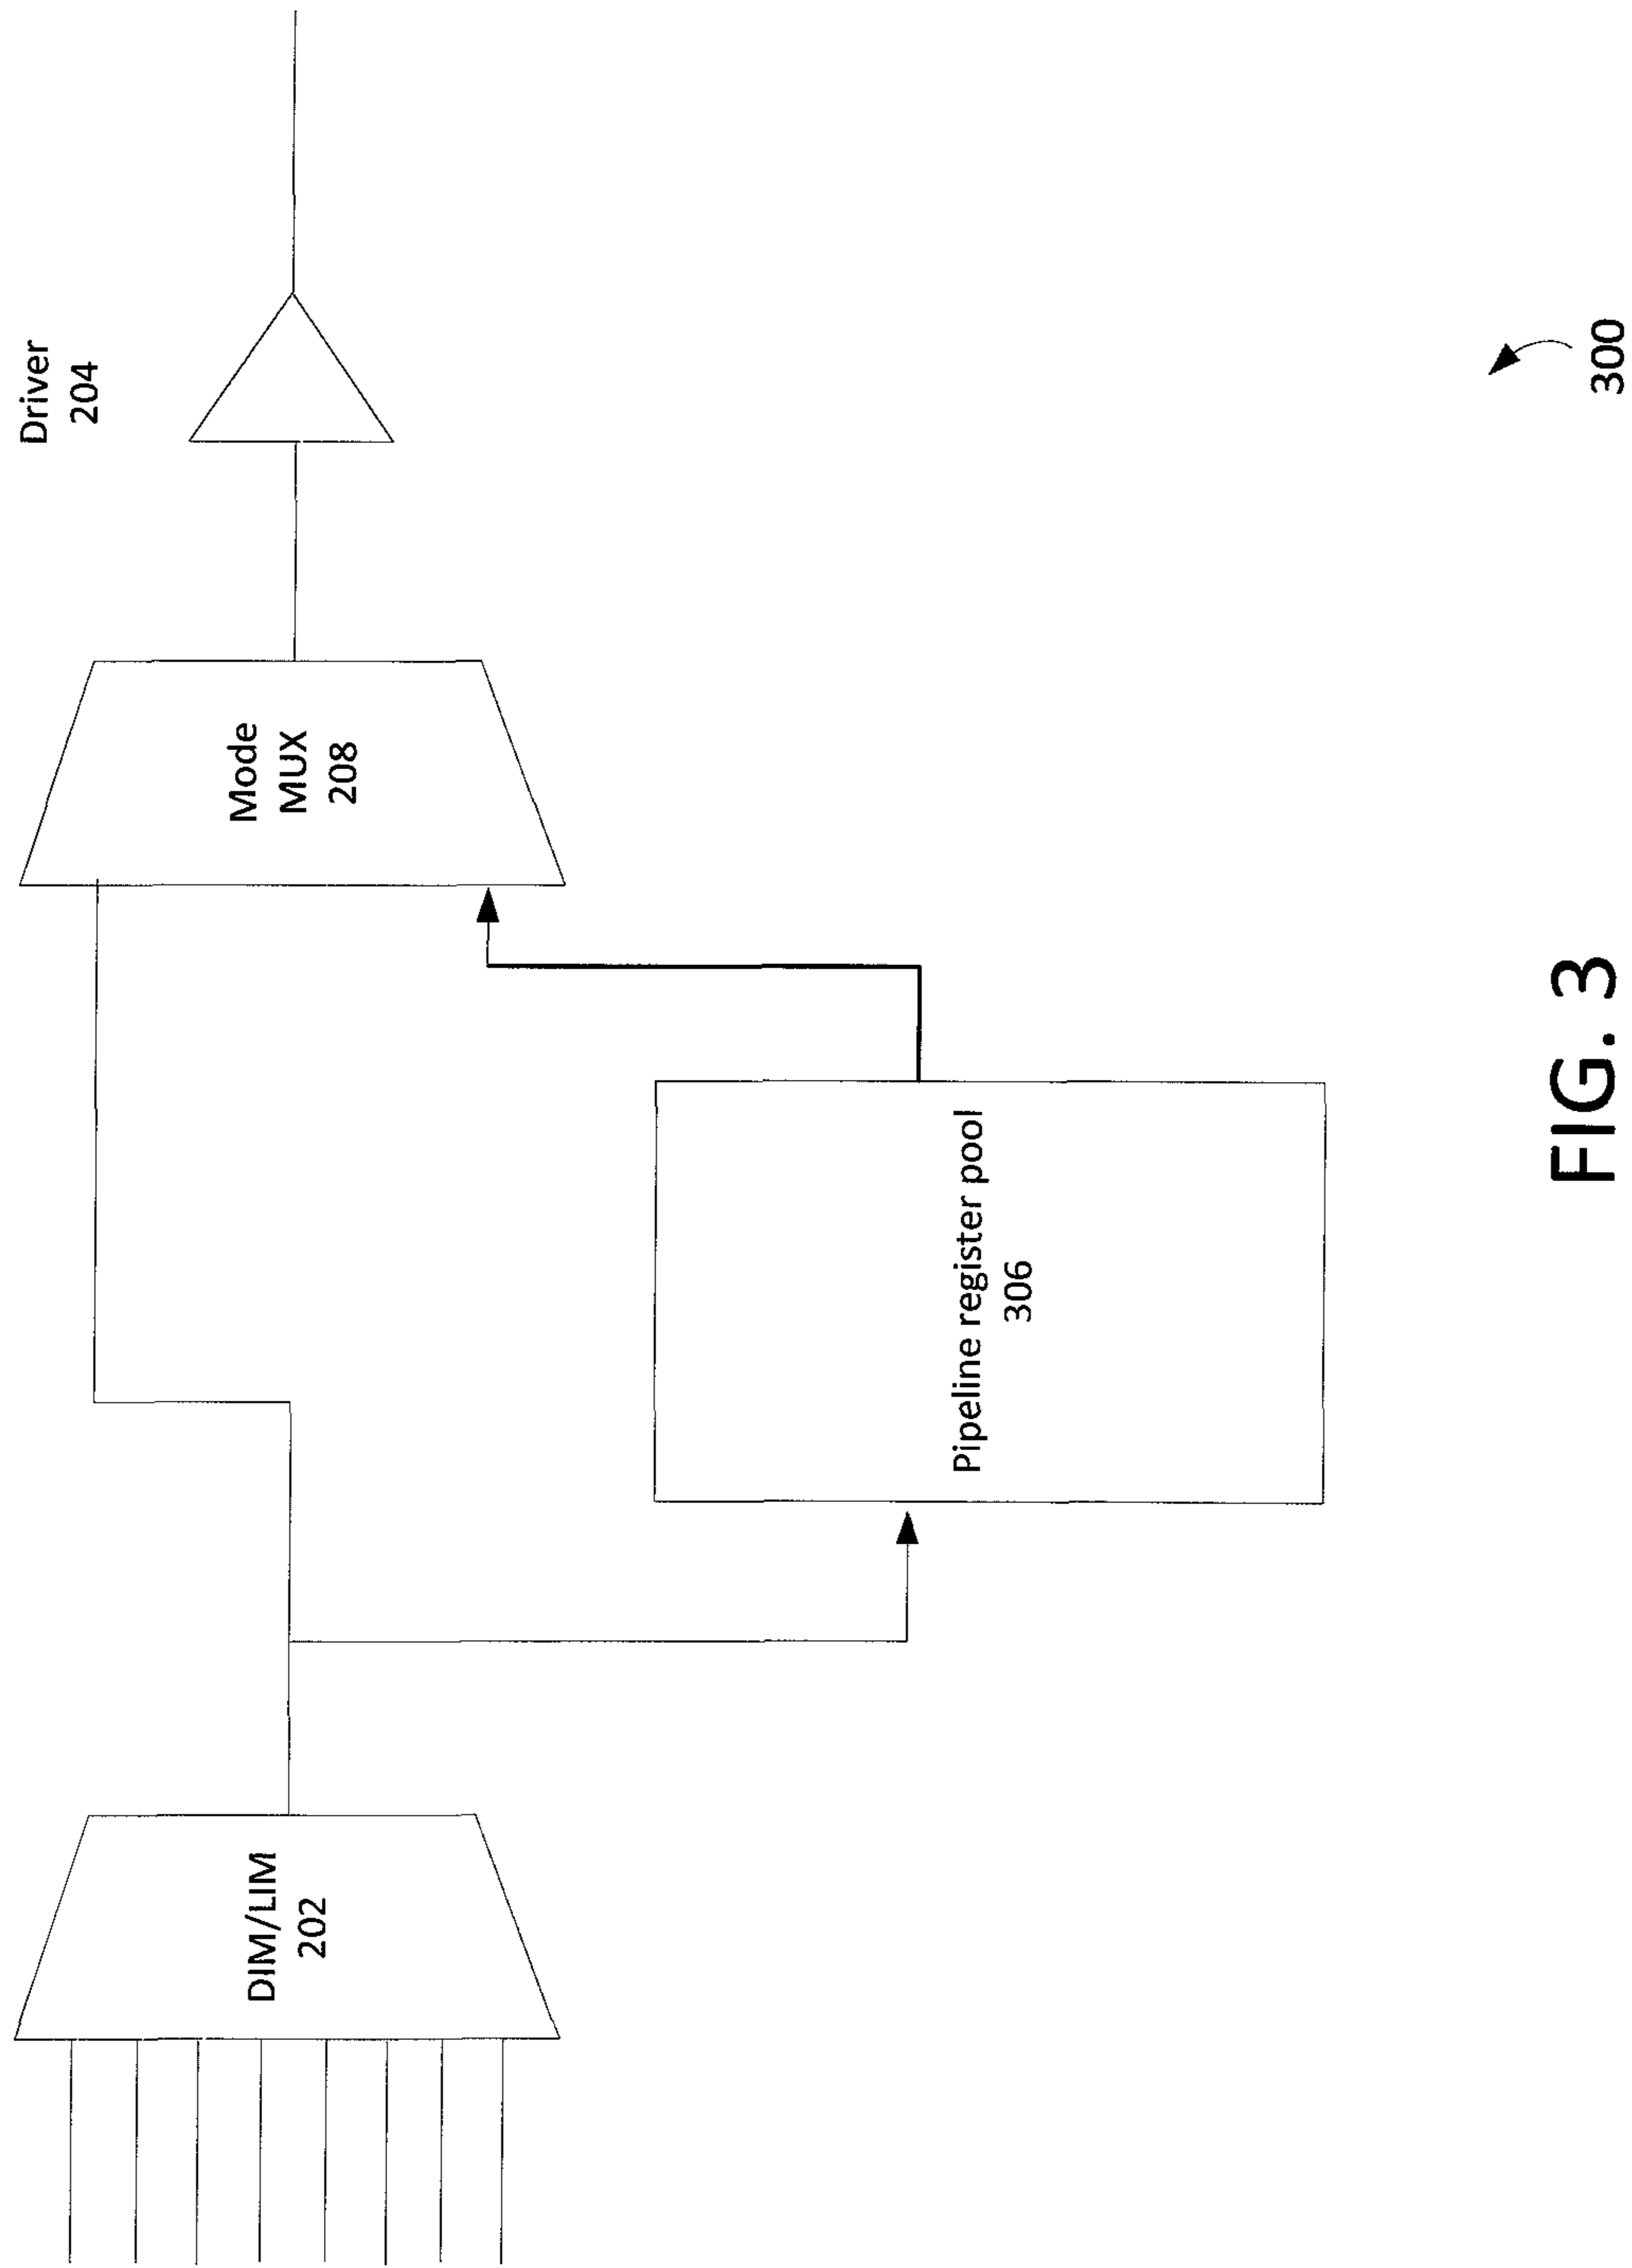 DIM/LIM
202
Mode
MUX
208
Driver
204
Pipeline register pool
306
300
FIG. 3